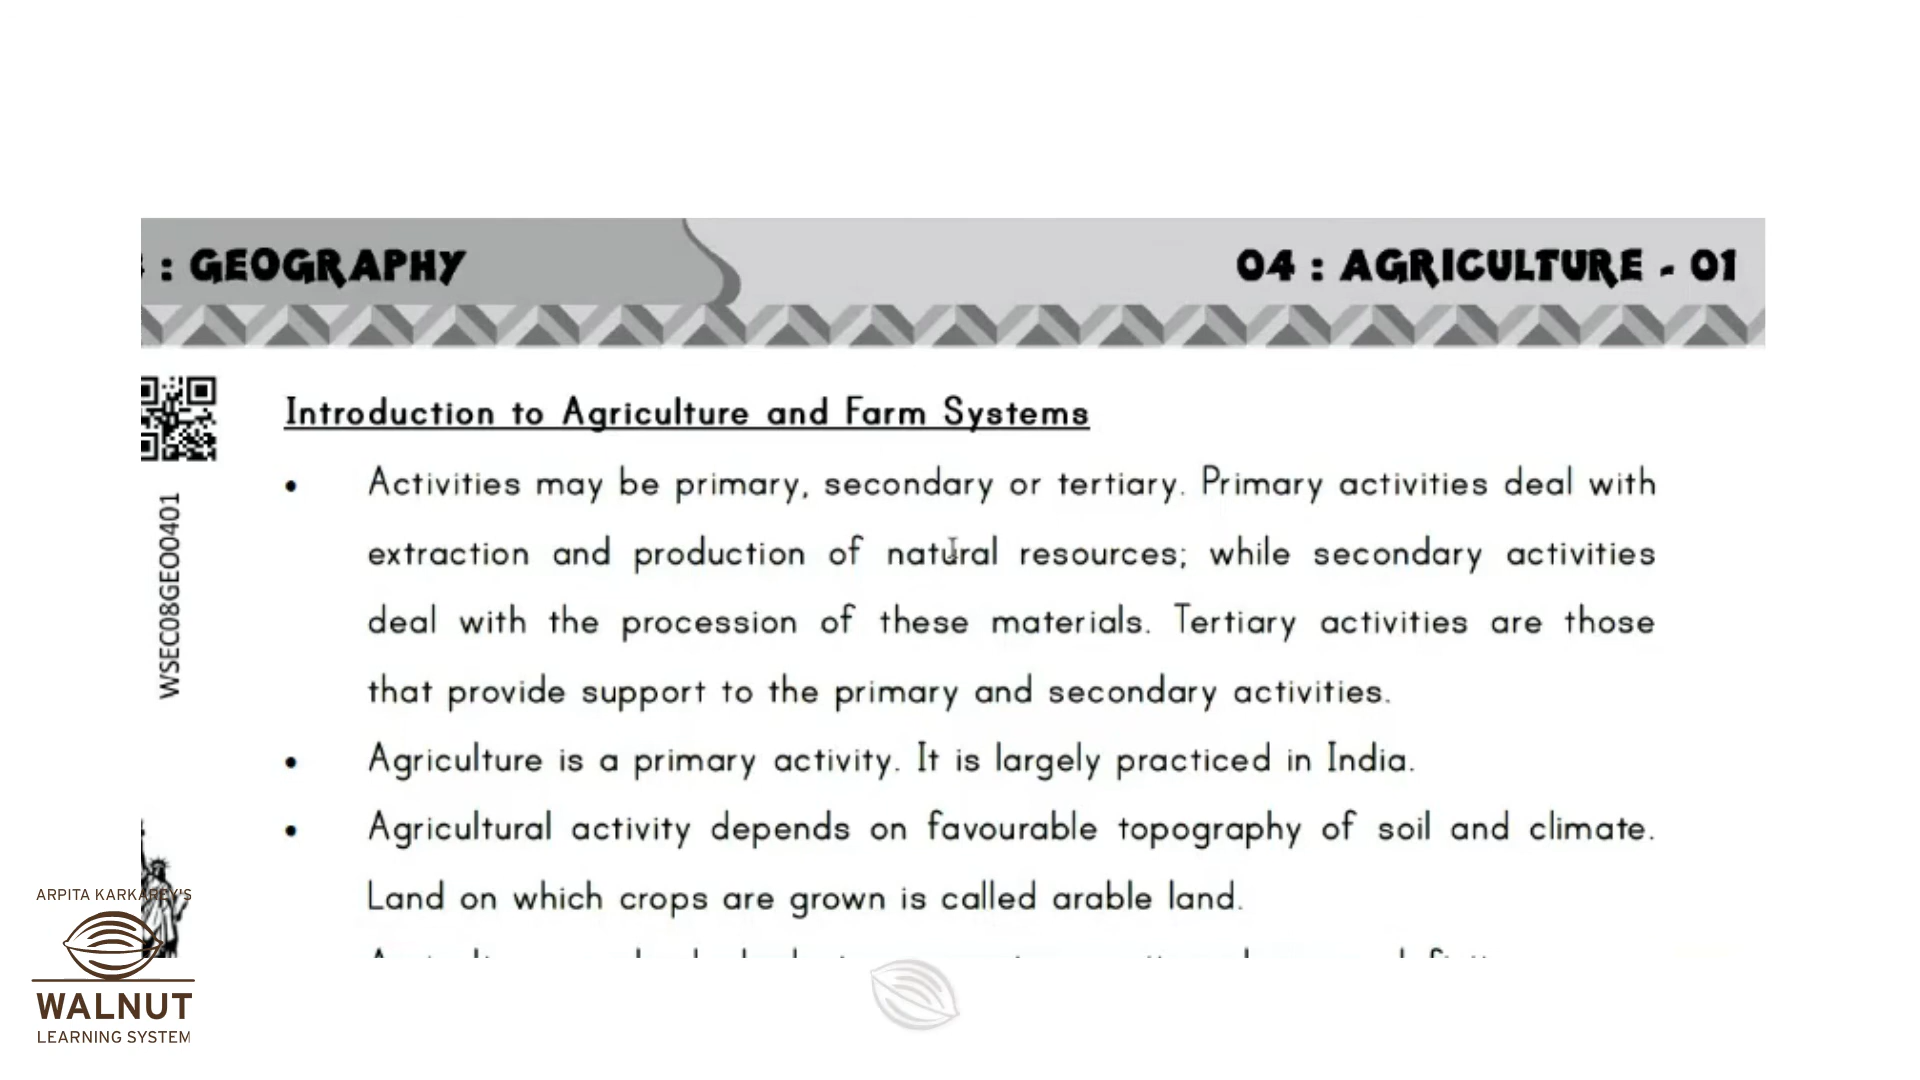 : GEOGRAPHY
04 : AGRICULTURE - 01
Introduction to Agriculture and Farm Systems
• Activities may be primary, secondary or tertiary. Primary activities deal with
extraction and production of natural resources; while secondary activities
deal with the procession of these materials. Tertiary activities are those
that provide support to the primary and secondary activities.
• Agriculture is a primary activity. It is largely practiced in India.
• Agricultural activity depends on favourable topography of soil and climate.
Land on which crops are grown is called arable land.
WSEC08GEO0401
ARPITA KARKAREY'S
WALNUT
LEARNING SYSTEM